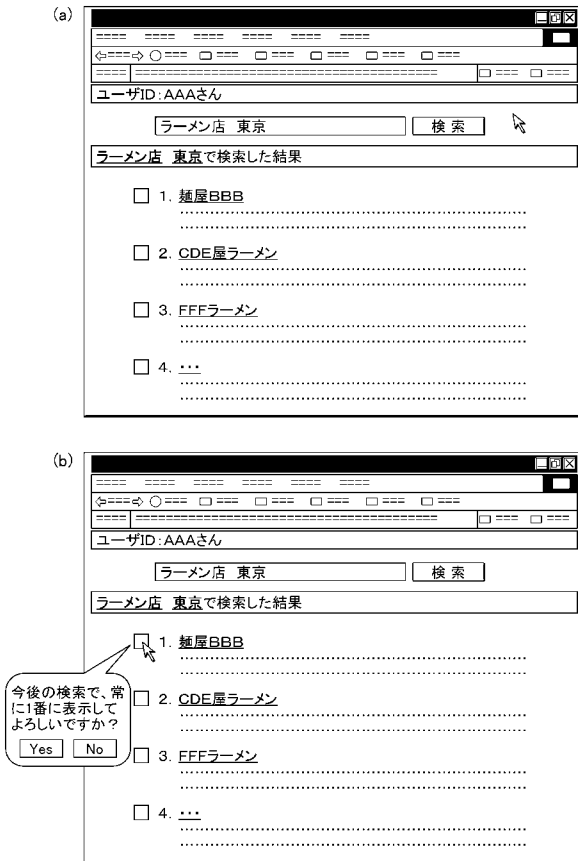 (a)
ユーザID:AAAさん
ラーメン店 東京 検 索
ラーメン店 東京で検索した結果
1. 麺屋BBB
2. CDE屋ラーメン
3. FFFラーメン
4. ・・・
(b)
ユーザID:AAAさん
ラーメン店 東京 検 索
ラーメン店 東京で検索した結果
1. 麺屋BBB
今後の検索で、常
に1番に表示して
よろしいですか?
Yes No
2. CDE屋ラーメン
3. FFFラーメン
4. ・・・